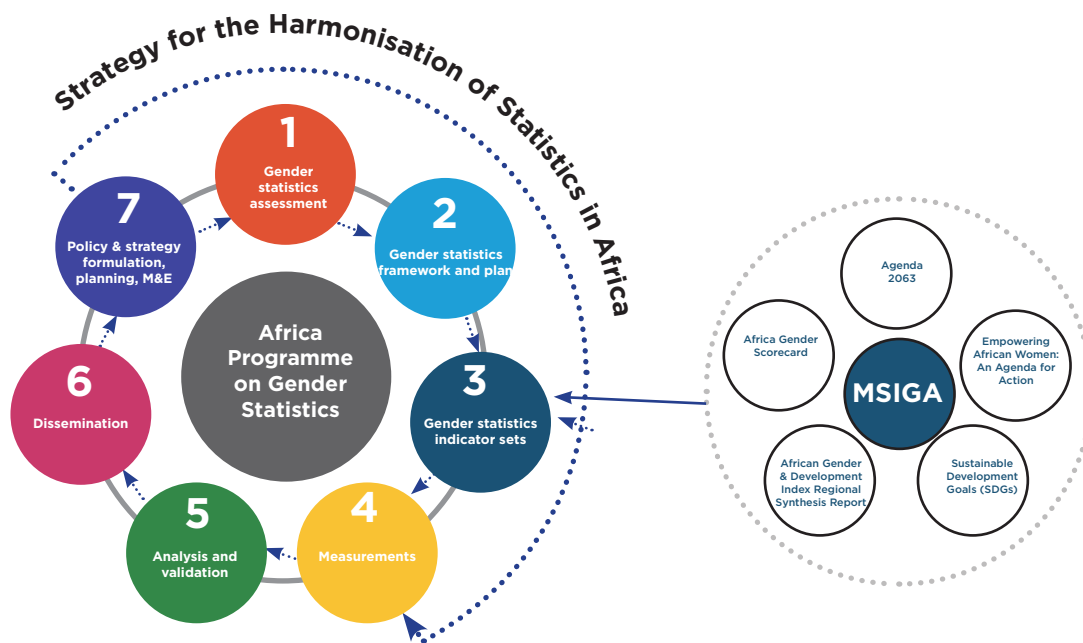 Strategy for the Harmonisation of Statistics in Africa
1
Gender
statistics
assessment
2
Gender statistics
framework and plan
3
Gender statistics
indicator sets
4
Measurements
5
Analysis and
validation
6
Dissemination
7
Policy & strategy
formulation,
planning, M&E
Africa
Programme
on Gender
Statistics
Agenda
2063
Africa Gender
Scorecard
Empowering
African Women:
An Agenda for
Action
MSIGA
African Gender
& Development
Index Regional
Synthesis Report
Sustainable
Development
Goals (SDGs)